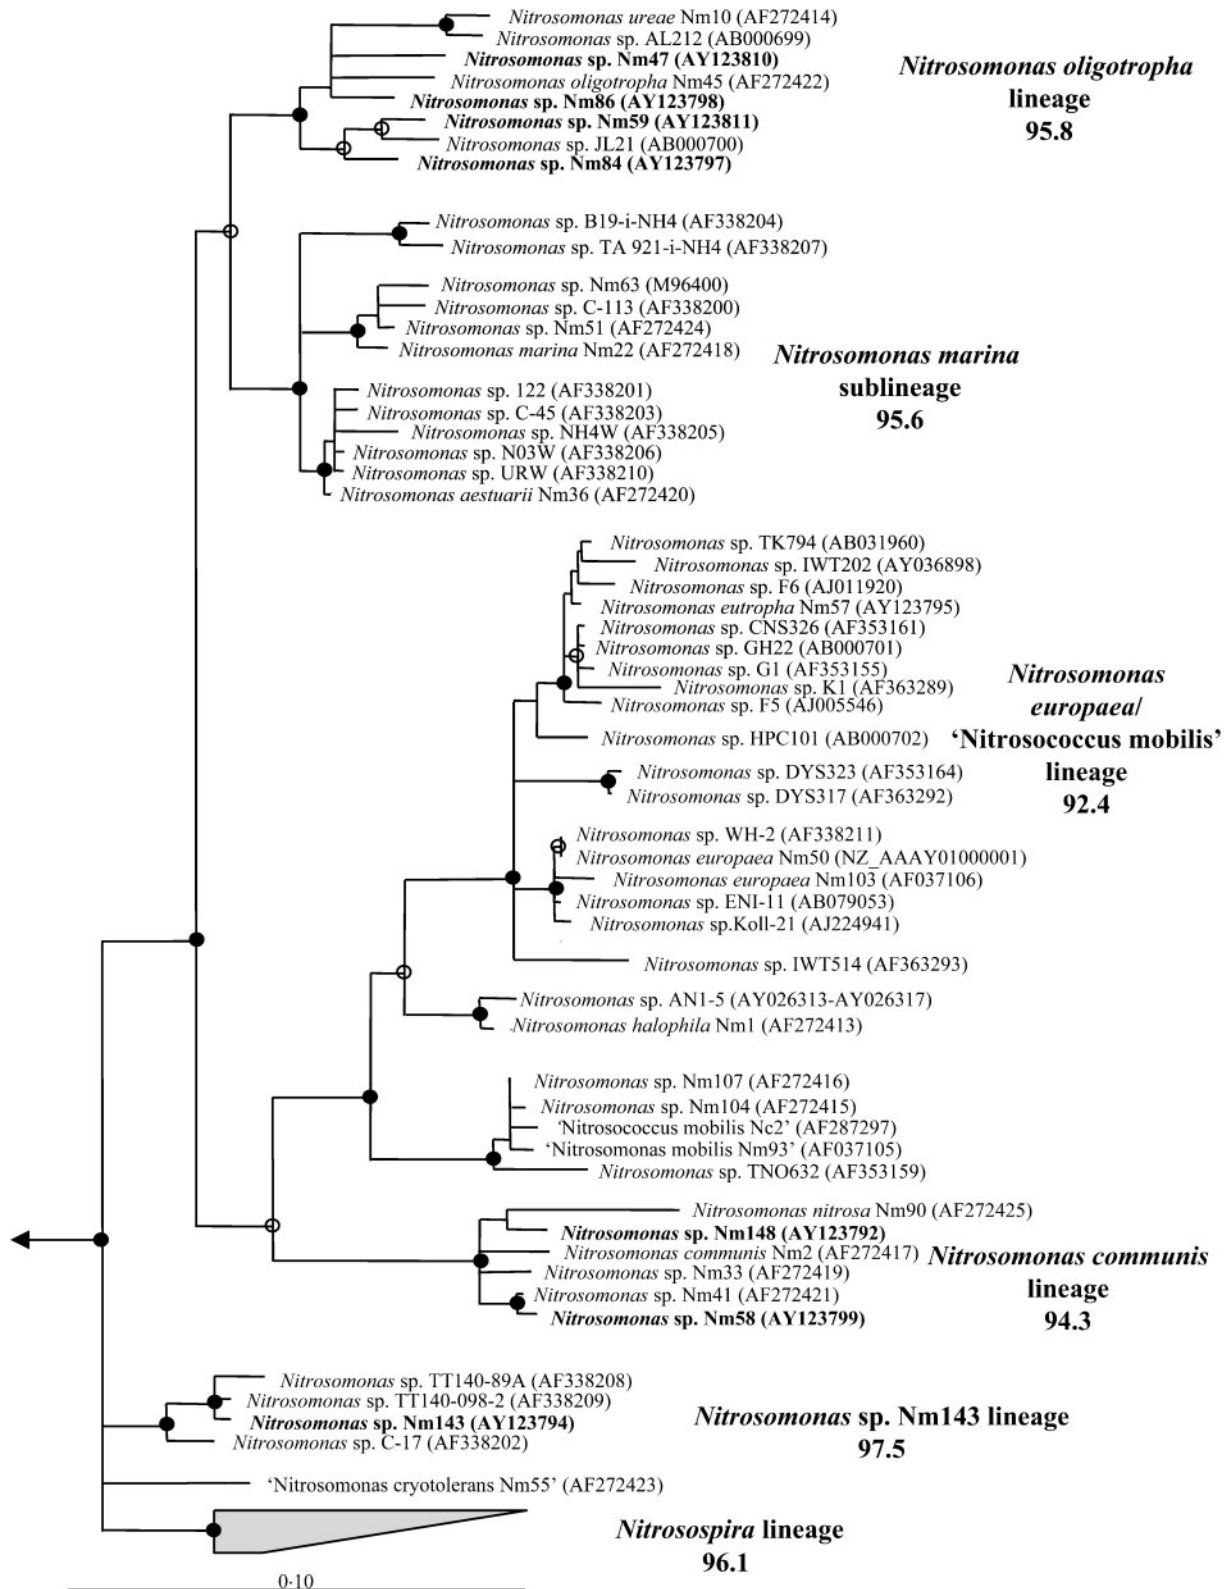 Nitrosomonas ureae Nm10 (AF272414)
Nitrosomonas sp. AL212 (AB000699)
Nitrosomonas sp. Nm47 (AY123810)
Nitrosomonas oligotropha Nm45 (AF272422)
Nitrosomonas sp. Nm86 (AY123798)
Nitrosomonas sp. Nm59 (AY123811)
Nitrosomonas sp. JL21 (AB000700)
Nitrosomonas sp. Nm84 (AY123797)
Nitrosomonas oligotropha
lineage
95.8
Nitrosomonas sp. B19-i-NH4 (AF338204)
Nitrosomonas sp. TA 921-i-NH4 (AF338207)
Nitrosomonas sp. Nm63 (M96400)
Nitrosomonas sp. C-113 (AF338200)
Nitrosomonas sp. Nm51 (AF272424)
Nitrosomonas marina Nm22 (AF272418)
Nitrosomonas sp. 122 (AF338201)
Nitrosomonas sp. C-45 (AF338203)
Nitrosomonas sp. NH4W (AF338205)
Nitrosomonas sp. N03W (AF338206)
Nitrosomonas sp. URW (AF338210)
Nitrosomonas aestuarii Nm36 (AF272420)
Nitrosomonas marina
sublineage
95.6
Nitrosomonas sp. TK794 (AB031960)
Nitrosomonas sp. IWT202 (AY036898)
Nitrosomonas sp. F6 (AJ011920)
Nitrosomonas eutropha Nm57 (AY123795)
Nitrosomonas sp. CNS326 (AF353161)
Nitrosomonas sp. GH22 (AB000701)
Nitrosomonas sp. G1 (AF353155)
Nitrosomonas sp. K1 (AF363289)
Nitrosomonas sp. F5 (AJ005546)
Nitrosomonas sp. HPC101 (AB000702)
Nitrosomonas sp. DYS323 (AF353164)
Nitrosomonas sp. DYS317 (AF363292)
Nitrosomonas sp. WH-2 (AF338211)
Nitrosomonas europaea Nm50 (NZ_AAAY01000001)
Nitrosomonas europaea Nm103 (AF037106)
Nitrosomonas sp. ENI-11 (AB079053)
Nitrosomonas sp.Koll-21 (AJ224941)
Nitrosomonas sp. IWT514 (AF363293)
Nitrosomonas sp. AN1-5 (AY026313-AY026317)
Nitrosomonas halophila Nm1 (AF272413)
Nitrosomonas sp. Nm107 (AF272416)
Nitrosomonas sp. Nm104 (AF272415)
‘Nitrosococcus mobilis Nc2’ (AF287297)
‘Nitrosomonas mobilis Nm93’ (AF037105)
Nitrosomonas sp. TNO632 (AF353159)
Nitrosomonas
europaea/
‘Nitrosococcus mobilis’
lineage
92.4
Nitrosomonas nitrosa Nm90 (AF272425)
Nitrosomonas sp. Nm148 (AY123792)
Nitrosomonas communis Nm2 (AF272417)
Nitrosomonas sp. Nm33 (AF272419)
Nitrosomonas sp. Nm41 (AF272421)
Nitrosomonas sp. Nm58 (AY123799)
Nitrosomonas communis
lineage
94.3
Nitrosomonas sp. TT140-89A (AF338208)
Nitrosomonas sp. TT140-098-2 (AF338209)
Nitrosomonas sp. Nm143 (AY123794)
Nitrosomonas sp. C-17 (AF338202)
Nitrosomonas sp. Nm143 lineage
97.5
‘Nitrosomonas cryotolerans Nm55’ (AF272423)
Nitrosospira lineage
96.1
0·10